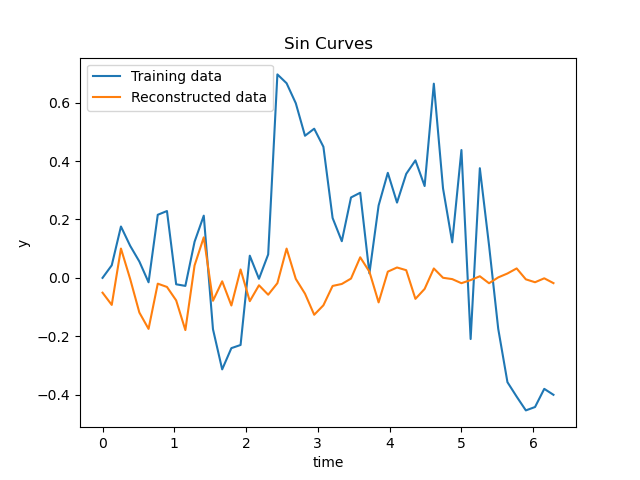 Sin Curves
Training data
Reconstructed data
y
0.6
0.4
0.2
0.0
−0.2
−0.4
0 1 2 3 4 5 6
time